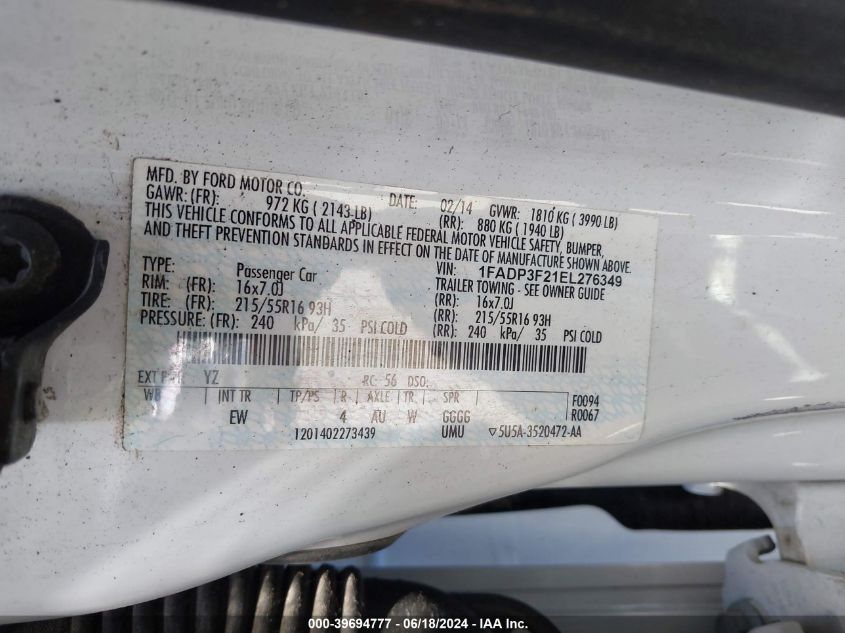 MFD. BY FORD MOTOR CO.
DATE: 02/14 GVWR: 1810 KG ( 3990 LB)
GAWR: (FR): 972 KG ( 2143 LB) (RR): 880 KG ( 1940 LB)
THIS VEHICLE CONFORMS TO ALL APPLICABLE FEDERAL MOTOR VEHICLE SAFETY, BUMPER,
AND THEFT PREVENTION STANDARDS IN EFFECT ON THE DATE OF MANUFACTURE SHOWN ABOVE.
VIN: 1FADP3F21EL276349
TYPE: Passenger Car TRAILER TOWING - SEE OWNER GUIDE
RIM: (FR): 16x7.0J (RR): 16x7.0J
TIRE: (FR): 215/55R16 93H (RR): 215/55R16 93H
PRESSURE: (FR): 240 kPa/ 35 PSI COLD (RR): 240 kPa/ 35 PSI COLD
EXT YZ RC: 56 DSO:
WB INT TR TP/PS R AXLE TR SPR F0094
EW 4 AU W GGGG R0067
1201402273439 UMU ▽5U5A-3520472-AA
000-39694777 - 06/18/2024 - IAA Inc.